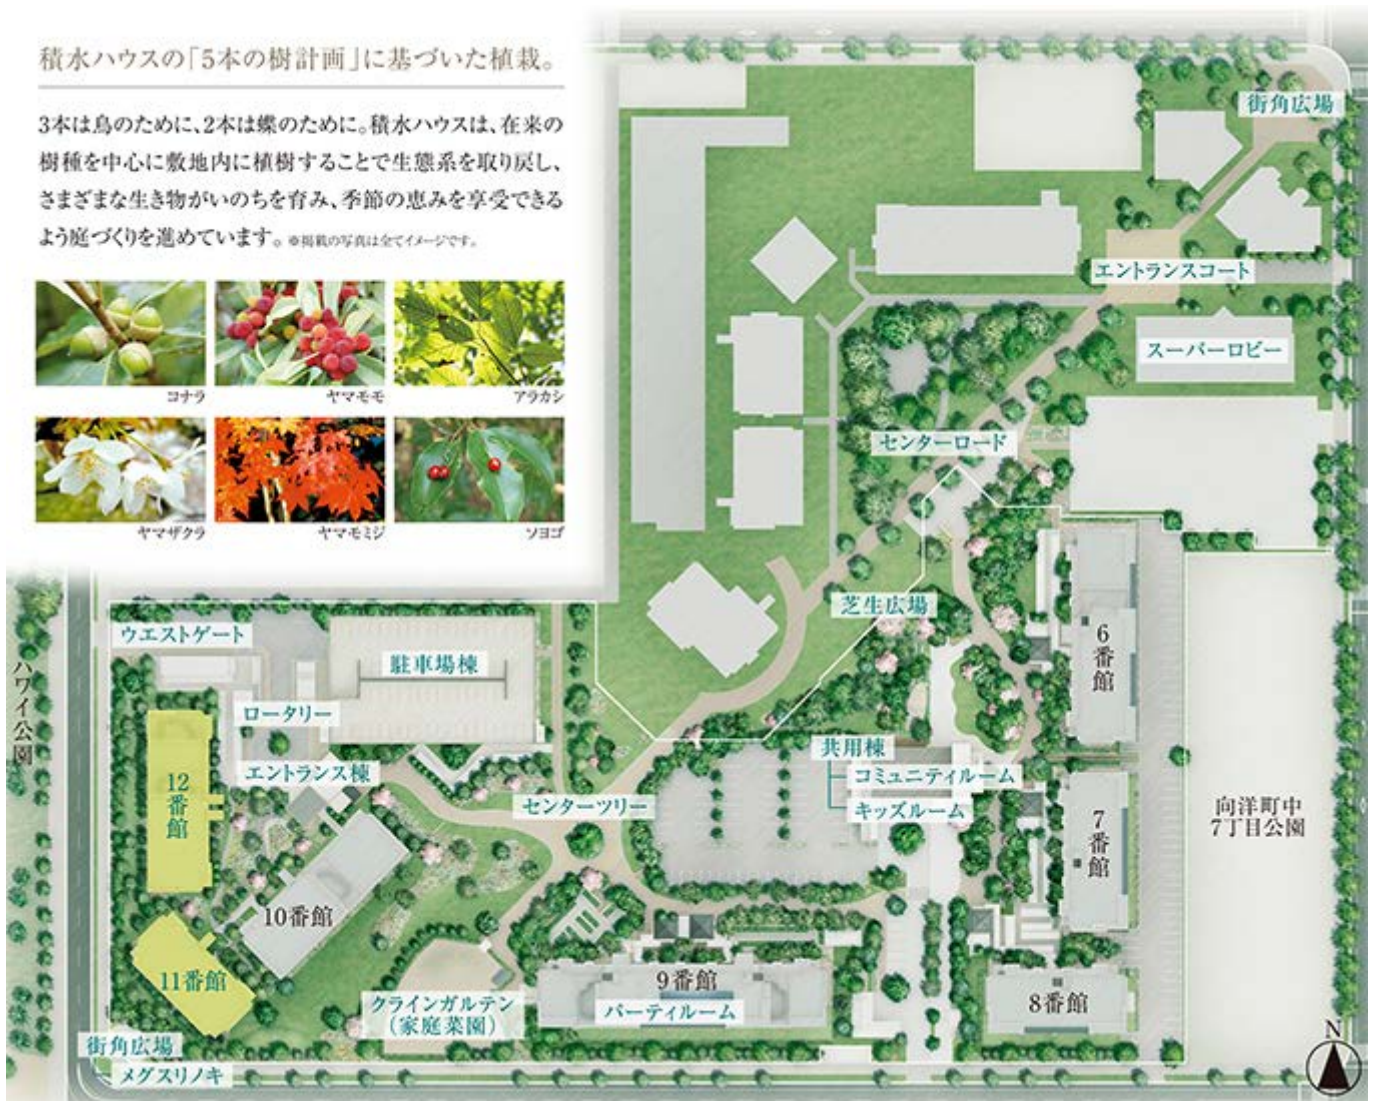 積水ハウスの「5本の樹計画」に基づいた植栽。
3本は鳥のために、2本は蝶のために。積水ハウスは、在来の
樹種を中心に敷地内に植樹することで生態系を取り戻し、
さまざまな生き物がいのちを育み、季節の恵みを享受できる
よう庭づくりを進めています。※掲載の写真は全てイメージです。
コナラ
ヤマモモ
アラカシ
ヤマザクラ
ヤマモミジ
ソヨゴ
街角広場
エントランスコート
スーパーロビー
センターロード
芝生広場
ウエストゲート
駐車場棟
ロータリー
エントランス棟
センターツリー
共用棟
コミュニティルーム
キッズルーム
6番館
7番館
8番館
9番館
パーティルーム
10番館
11番館
12番館
クラインガルテン
(家庭菜園)
街角広場
メグスリノキ
ハワイ公園
向洋町中
7丁目公園
N